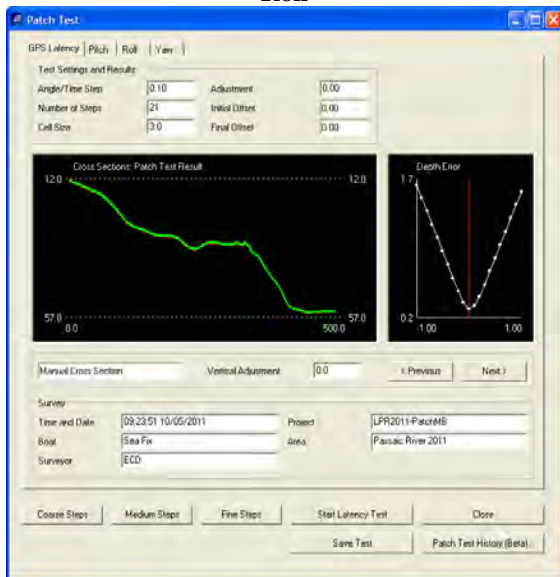 Patch Test
GPS Latency Pitch Roll Yaw
Test Settings and Results
Angle/Time Step 0.10 Adjustment 0.00
Number of Steps 21 Initial Offset 0.00
Cell Size 3.0 Final Offset 0.00
Cross Sections: Patch Test Result
12.0 12.0
57.0 57.0
0.0 500.0
Depth/Error
1.7
0.2
-1.00 1.00
Manual Cross Section Vertical Adjustment 0.0 < Previous Next >
Survey
Time and Date 09:23:51 10/05/2011 Project LPR2011-PatchMB
Boat Sea Fix Area Passaic River 2011
Surveyor ECD
Coarse Steps Medium Steps Fine Steps Start Latency Test Close
Save Test Patch Test History (Beta)